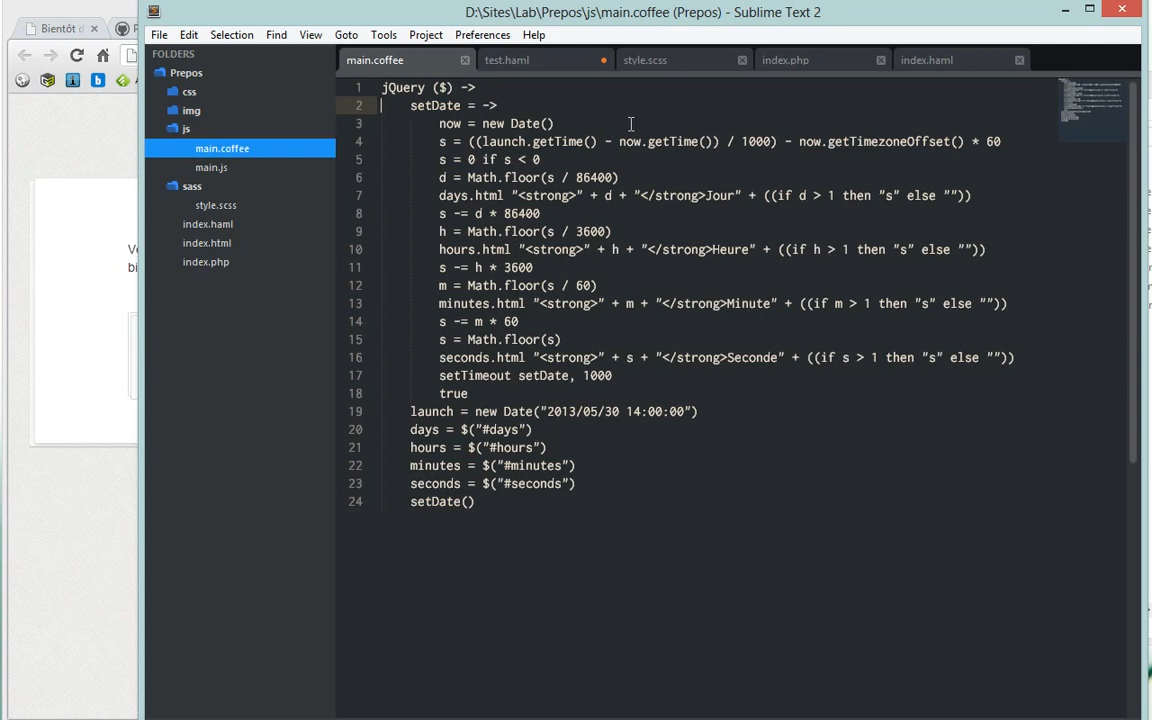 D:\Sites\Lab\Prepos\js\main.coffee (Prepos) - Sublime Text 2
Bientôt d
File Edit Selection Find View Goto Tools Project Preferences Help
FOLDERS
Prepos
css
img
js
main.coffee
main.js
sass
style.scss
index.haml
index.html
index.php
main.coffee test.haml style.scss index.php index.haml
1 jQuery ($) ->
2 setDate = ->
3 now = new Date()
4 s = ((launch.getTime() - now.getTime()) / 1000) - now.getTimezoneOffset() * 60
5 s = 0 if s < 0
6 d = Math.floor(s / 86400)
7 days.html "<strong>" + d + "</strong>Jour" + ((if d > 1 then "s" else ""))
8 s -= d * 86400
9 h = Math.floor(s / 3600)
10 hours.html "<strong>" + h + "</strong>Heure" + ((if h > 1 then "s" else ""))
11 s -= h * 3600
12 m = Math.floor(s / 60)
13 minutes.html "<strong>" + m + "</strong>Minute" + ((if m > 1 then "s" else ""))
14 s -= m * 60
15 s = Math.floor(s)
16 seconds.html "<strong>" + s + "</strong>Seconde" + ((if s > 1 then "s" else ""))
17 setTimeout setDate, 1000
18 true
19 launch = new Date("2013/05/30 14:00:00")
20 days = $("#days")
21 hours = $("#hours")
22 minutes = $("#minutes")
23 seconds = $("#seconds")
24 setDate()